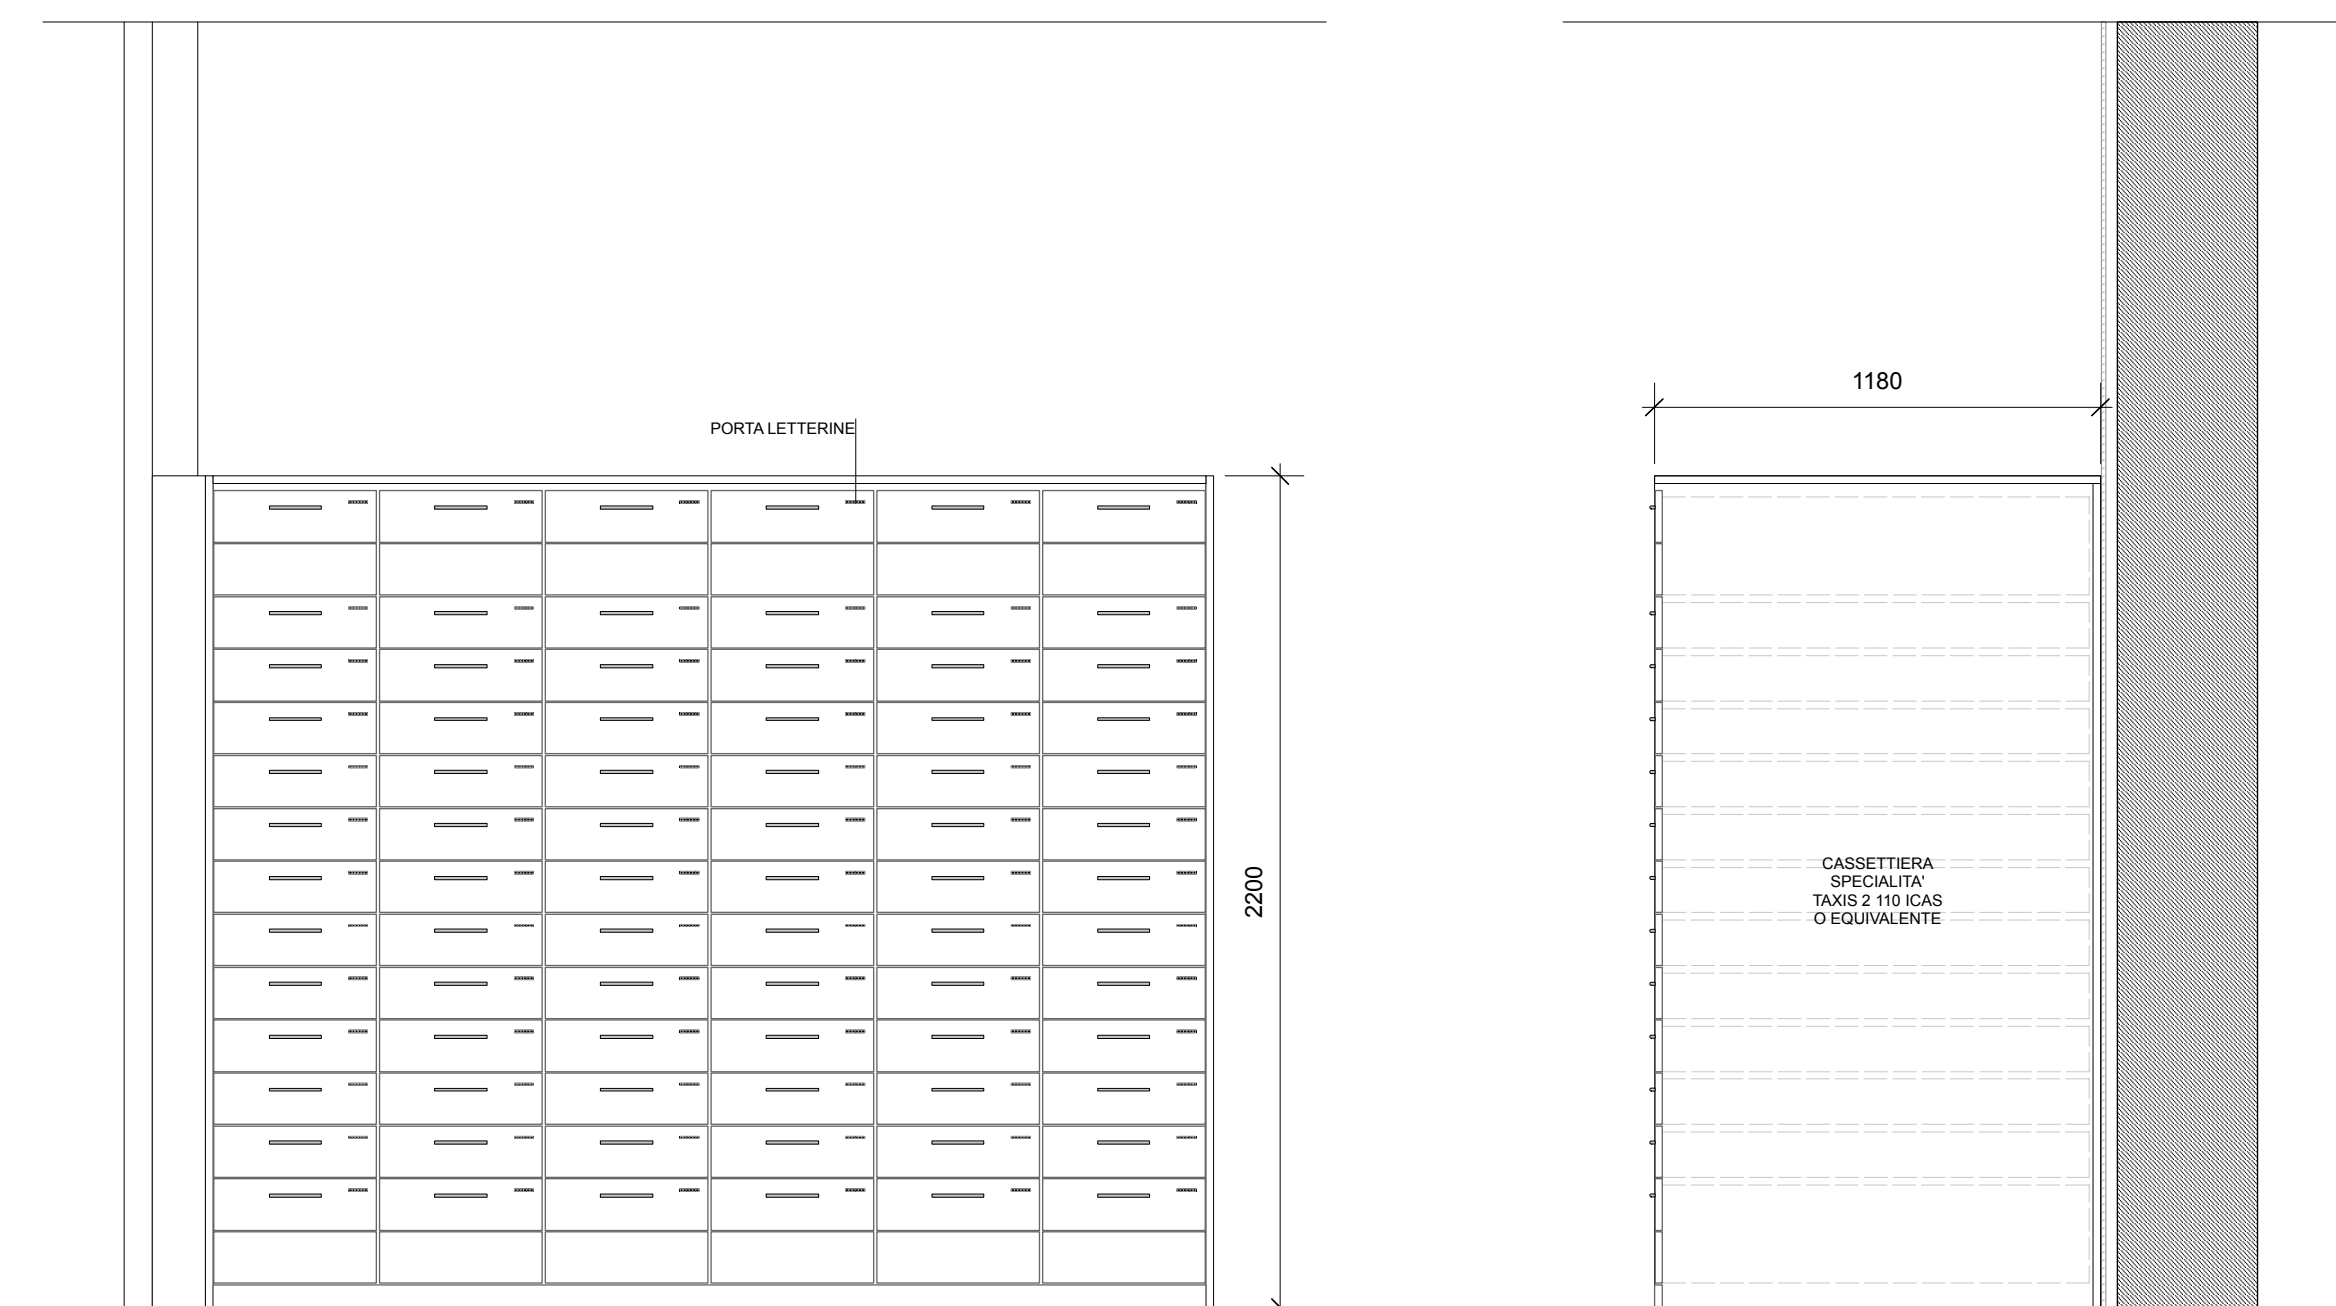 1180
PORTA LETTERINE
2200
CASSETTIERA
SPECIALITA'
TAXIS 2 110 ICAS
O EQUIVALENTE